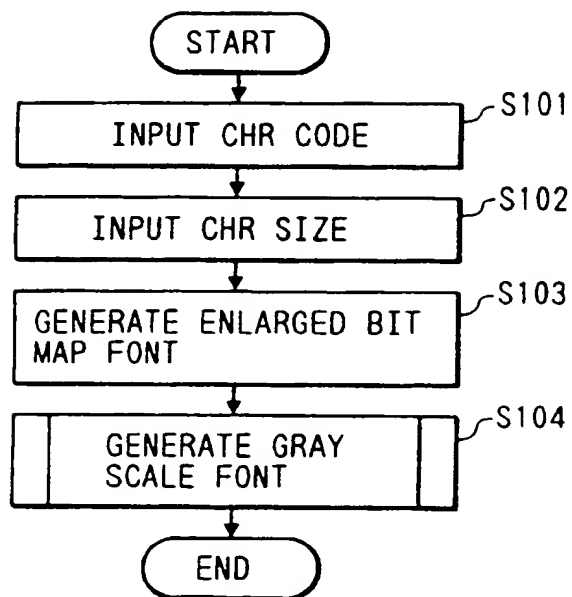 START
INPUT CHR CODE
S101
INPUT CHR SIZE
S102
GENERATE ENLARGED BIT
MAP FONT
S103
GENERATE GRAY
SCALE FONT
S104
END